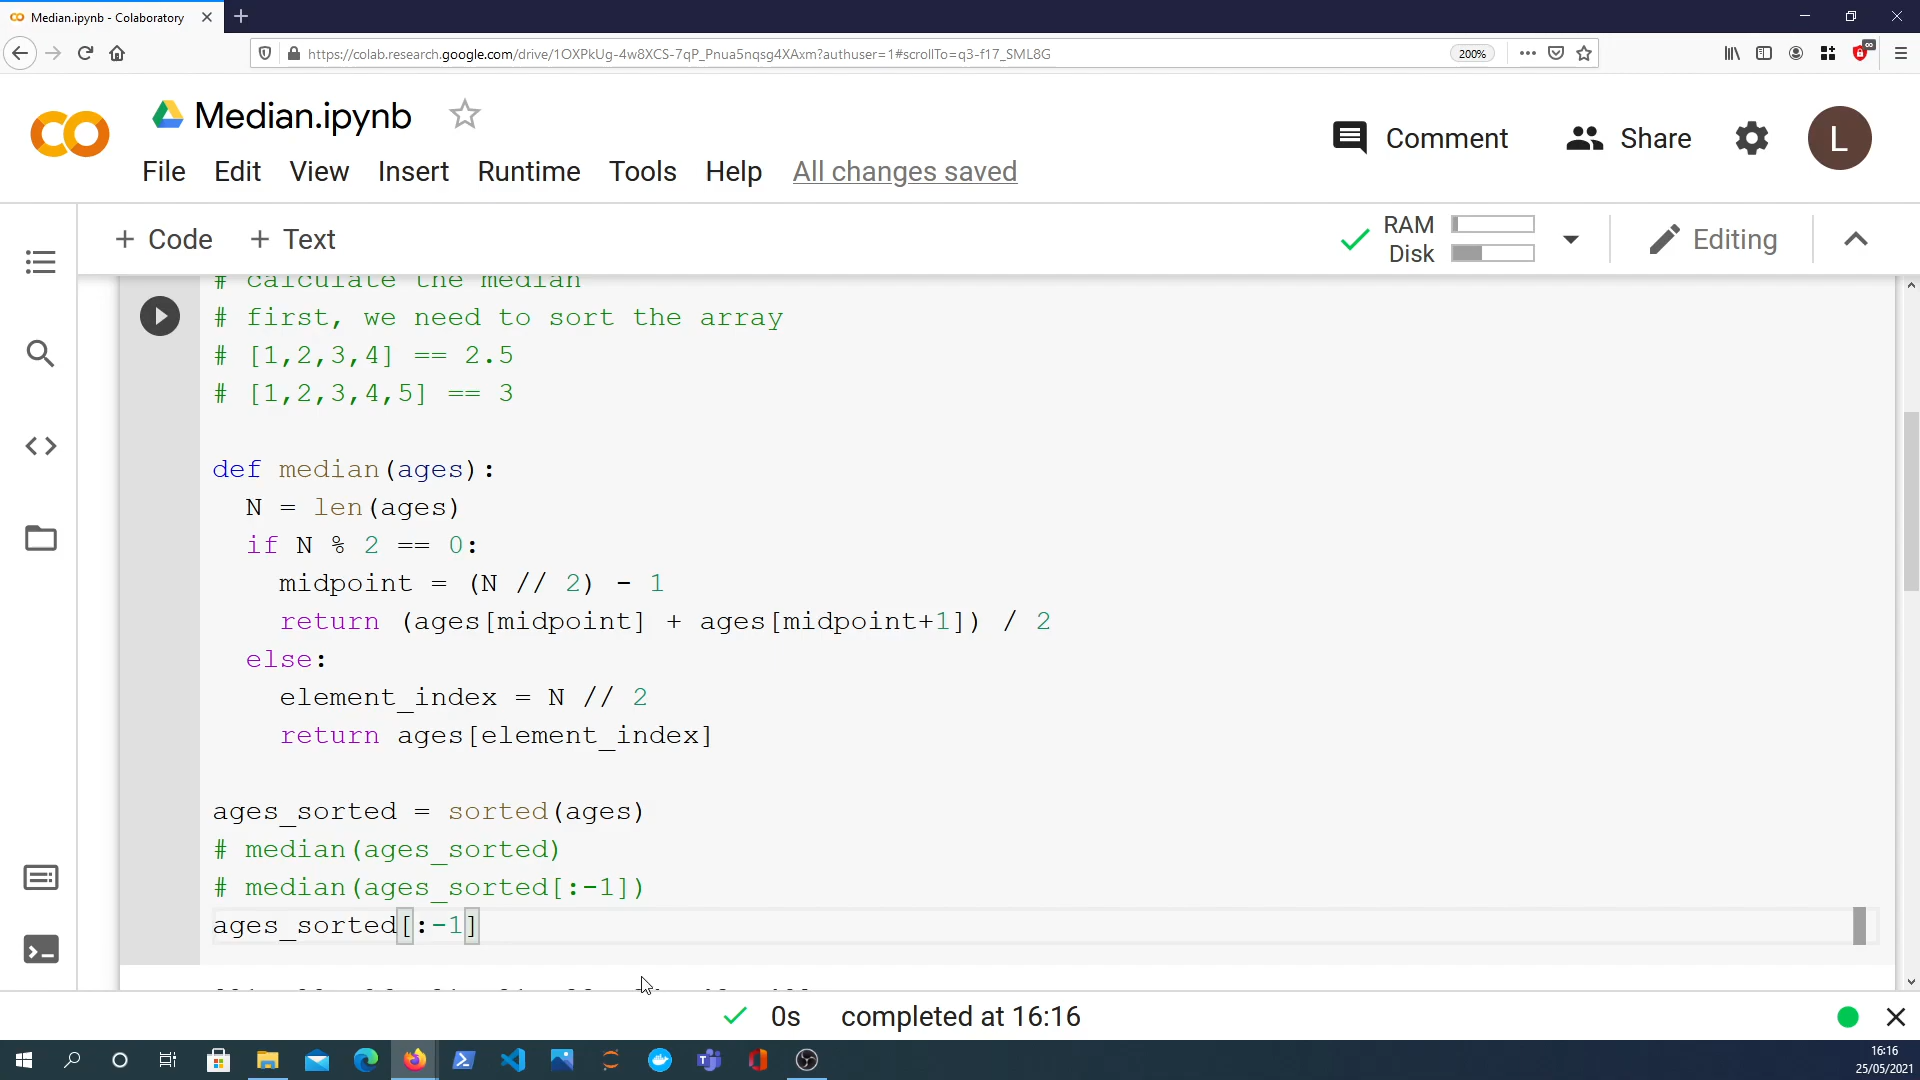 Median.ipynb - Colaboratory
https://colab.research.google.com/drive/1OXPkUg-4w8XCS-7qP_Pnua5nqsg4XAxm?authuser=1#scrollTo=q3-f17_SML8G
200%
Median.ipynb
Comment
Share
L
File Edit View Insert Runtime Tools Help All changes saved
+ Code + Text
RAM
Disk
Editing
# calculate the median
# first, we need to sort the array
# [1,2,3,4] == 2.5
# [1,2,3,4,5] == 3
def median(ages):
N = len(ages)
if N % 2 == 0:
midpoint = (N // 2) - 1
return (ages[midpoint] + ages[midpoint+1]) / 2
else:
element_index = N // 2
return ages[element_index]
ages_sorted = sorted(ages)
# median(ages_sorted)
# median(ages_sorted[:-1])
ages_sorted[:-1]
0s completed at 16:16
16:16
25/05/2021